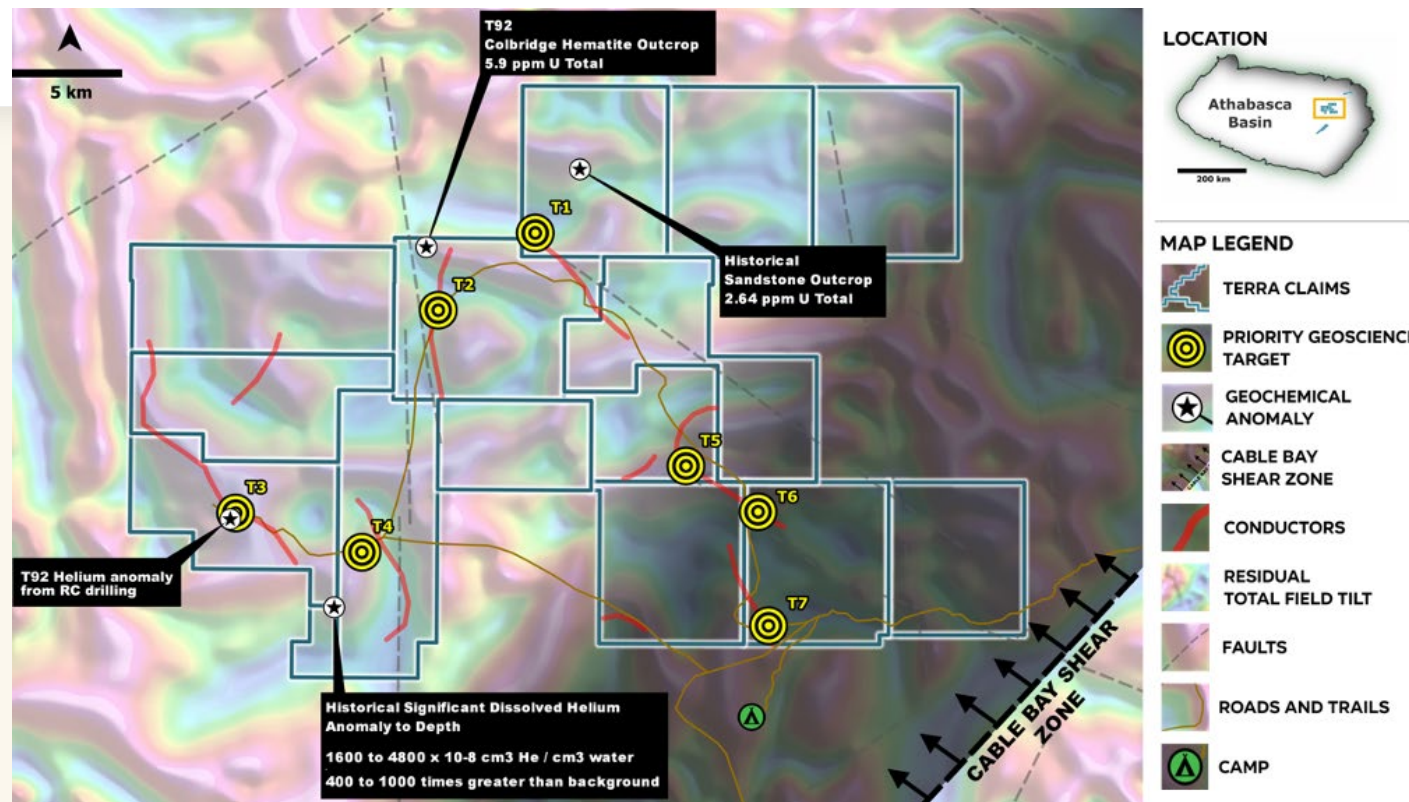 T92
Colbridge Hematite Outcrop
5.9 ppm U Total
5 km
T1
Historical
Sandstone Outcrop
2.64 ppm U Total
T2
T5
T3
T6
T4
T92 Helium anomaly
from RC drilling
T7
Historical Significant Dissolved Helium
Anomaly to Depth
1600 to 4800 x 10-8 cm3 He / cm3 water
400 to 1000 times greater than background
CABLE BAY SHEAR
ZONE
LOCATION
Athabasca
Basin
200 km
MAP LEGEND
TERRA CLAIMS
PRIORITY GEOSCIENCE
TARGET
GEOCHEMICAL
ANOMALY
CABLE BAY
SHEAR ZONE
CONDUCTORS
RESIDUAL
TOTAL FIELD TILT
FAULTS
ROADS AND TRAILS
CAMP